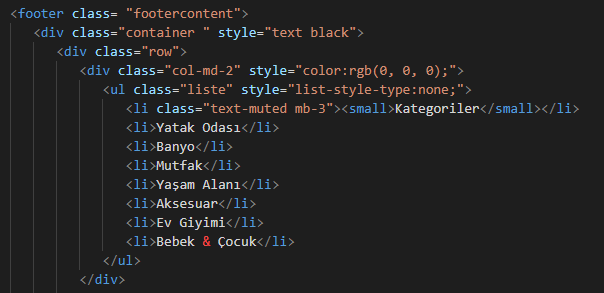 <footer class= "footercontent">
<div class="container " style="text black">
<div class="row">
<div class="col-md-2" style="color:rgb(0, 0, 0);">
<ul class="liste" style="list-style-type:none;">
<li class="text-muted mb-3"><small>Kategoriler</small></li>
<li>Yatak Odası</li>
<li>Banyo</li>
<li>Mutfak</li>
<li>Yaşam Alanı</li>
<li>Aksesuar</li>
<li>Ev Giyimi</li>
<li>Bebek & Çocuk</li>
</ul>
</div>